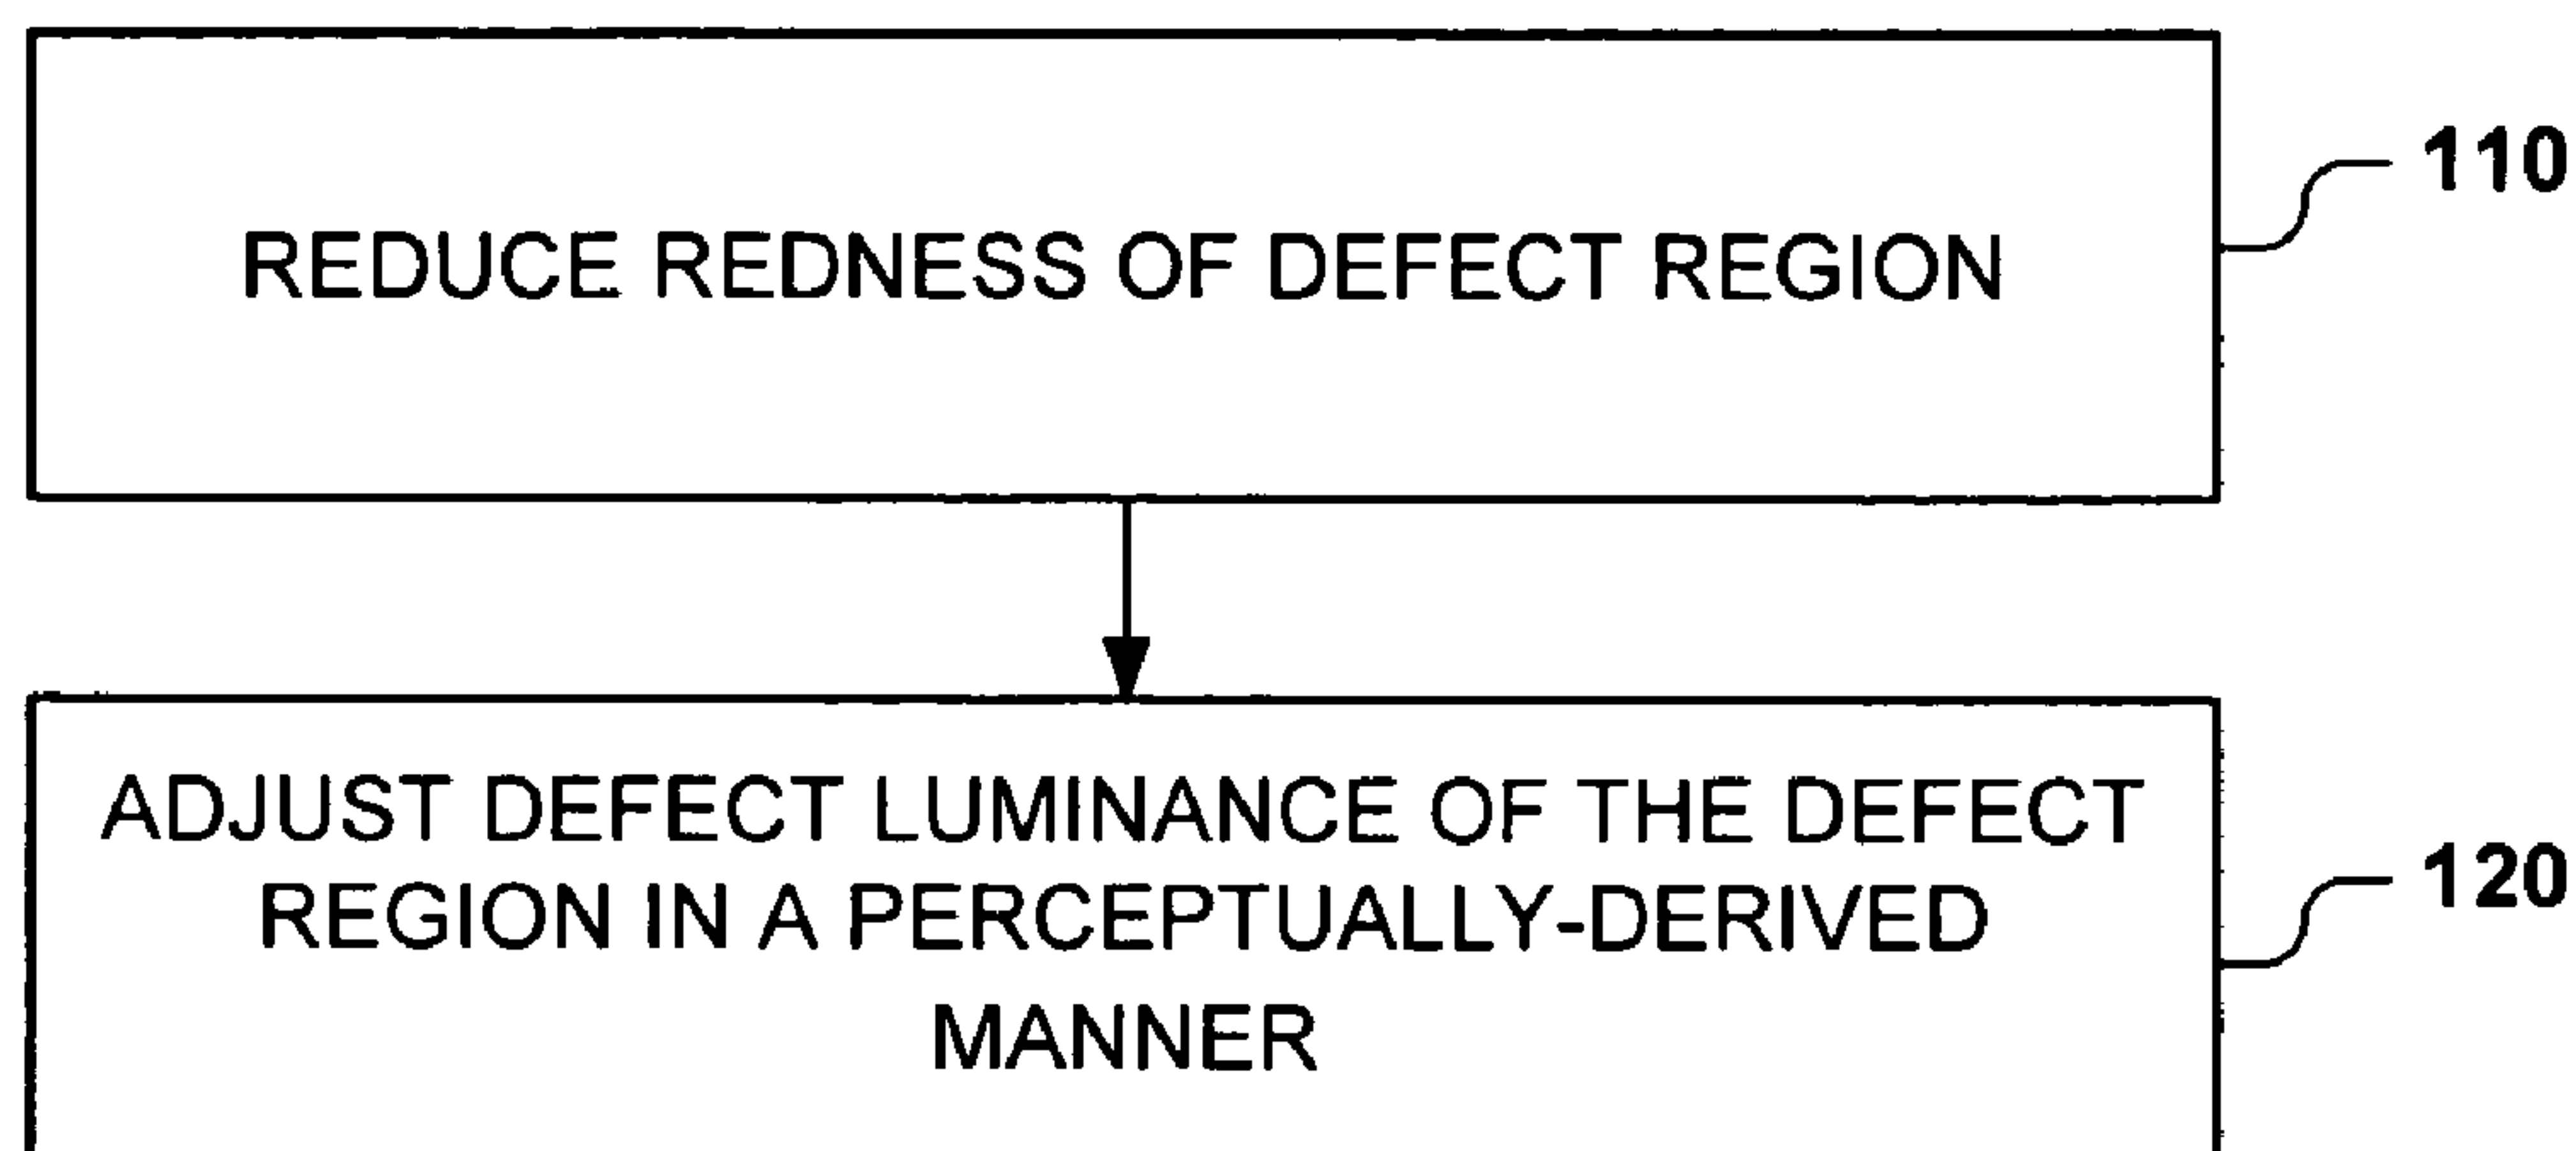 REDUCE REDNESS OF DEFECT REGION
110
ADJUST DEFECT LUMINANCE OF THE DEFECT
REGION IN A PERCEPTUALLY-DERIVED
MANNER
120